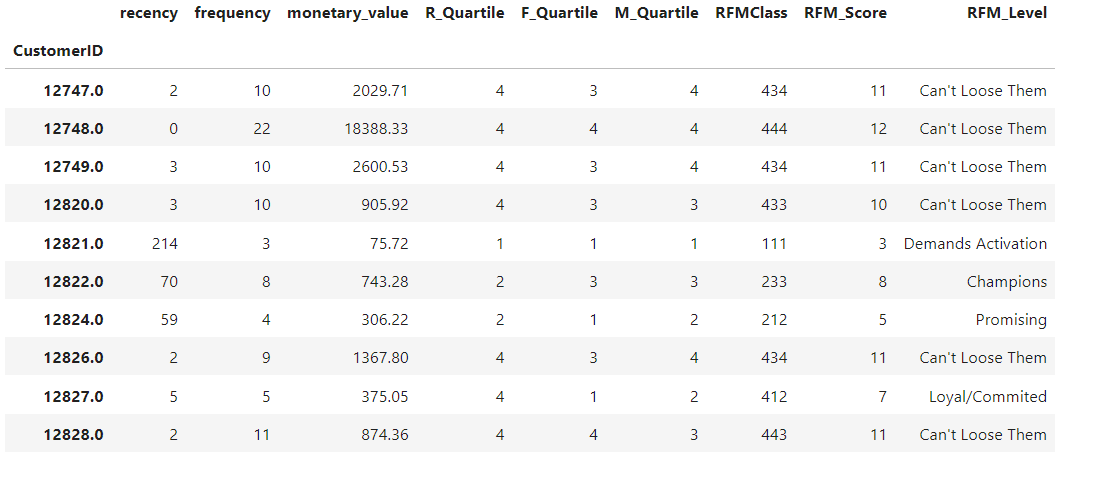 recency frequency monetary_value R_Quartile F_Quartile M_Quartile RFMClass RFM_Score RFM_Level
CustomerID
12747.0 2 10 2029.71 4 3 4 434 11 Can't Loose Them
12748.0 0 22 18388.33 4 4 4 444 12 Can't Loose Them
12749.0 3 10 2600.53 4 3 4 434 11 Can't Loose Them
12820.0 3 10 905.92 4 3 3 433 10 Can't Loose Them
12821.0 214 3 75.72 1 1 1 111 3 Demands Activation
12822.0 70 8 743.28 2 3 3 233 8 Champions
12824.0 59 4 306.22 2 1 2 212 5 Promising
12826.0 2 9 1367.80 4 3 4 434 11 Can't Loose Them
12827.0 5 5 375.05 4 1 2 412 7 Loyal/Commited
12828.0 2 11 874.36 4 4 3 443 11 Can't Loose Them